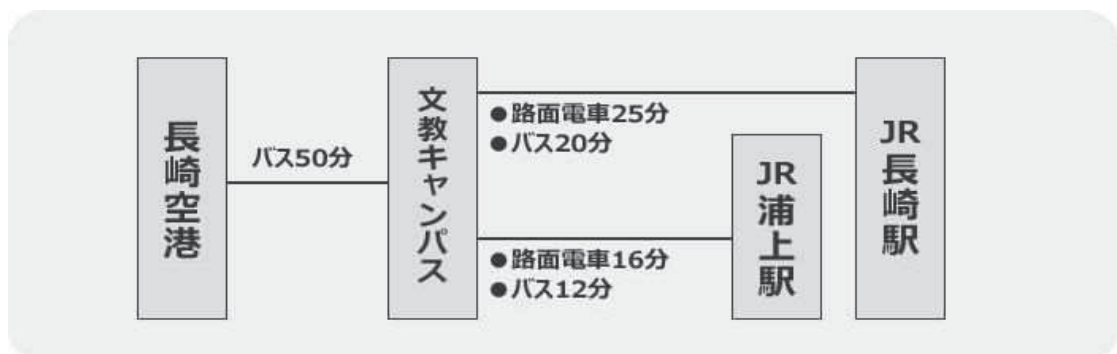 長崎空港
バス50分
文教キャンパス
●路面電車25分
●バス20分
●路面電車16分
●バス12分
JR浦上駅
JR長崎駅